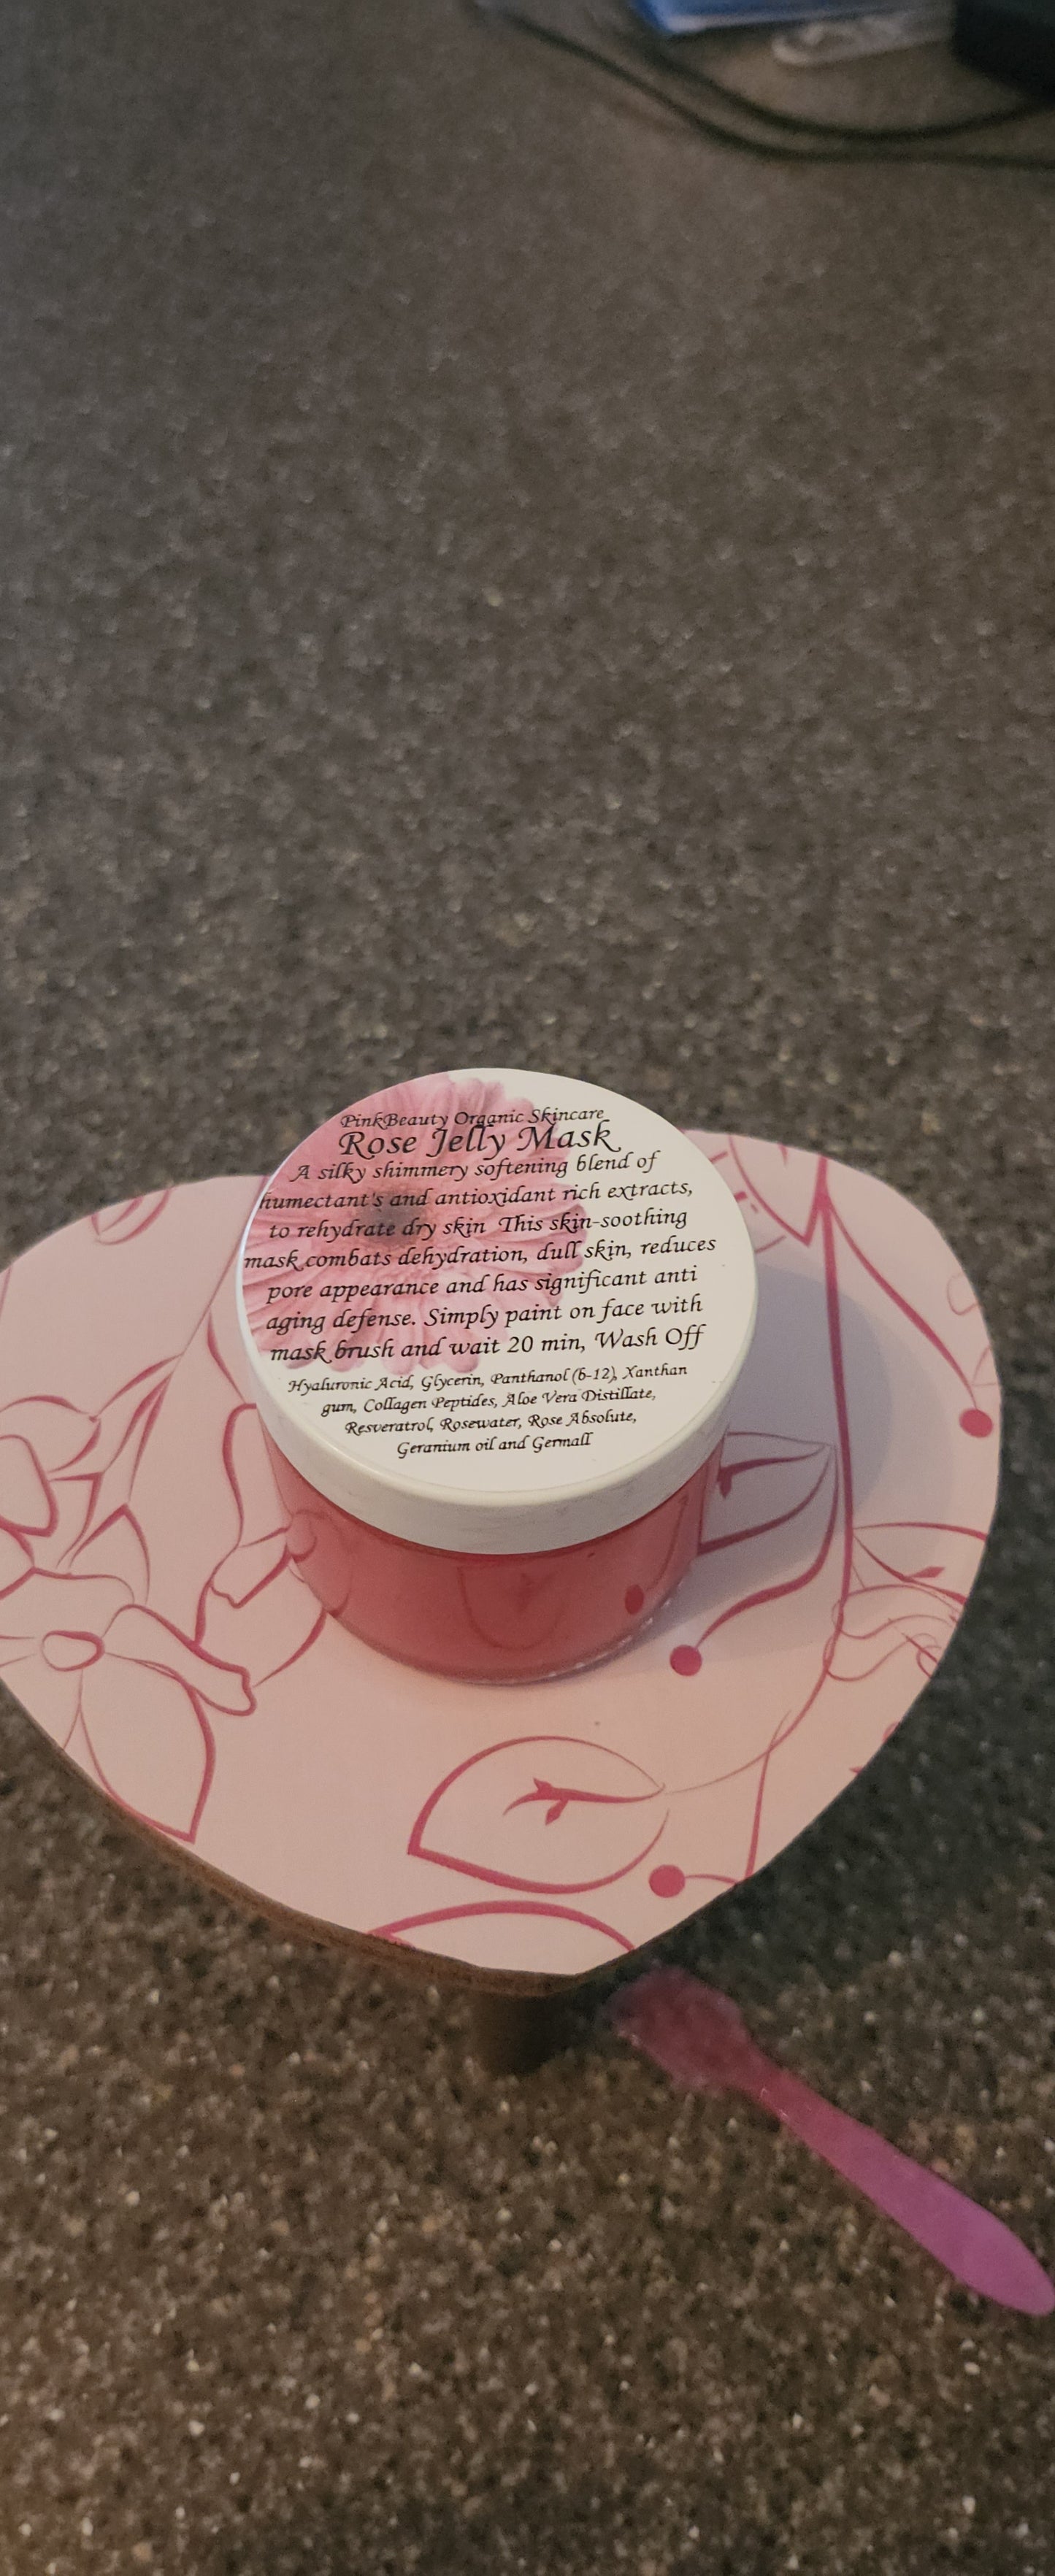 PinkBeauty Organic Skincare
Rose Jelly Mask
A silky shimmery softening blend of
humectant's and antioxidant rich extracts,
to rehydrate dry skin This skin-soothing
mask combats dehydration, dull skin, reduces
pore appearance and has significant anti
aging defense. Simply paint on face with
mask brush and wait 20 min, Wash Off
Hyaluronic Acid, Glycerin, Panthanol (b-12), Xanthan
gum, Collagen Peptides, Aloe Vera Distillate,
Resveratrol, Rosewater, Rose Absolute,
Geranium oil and Germall